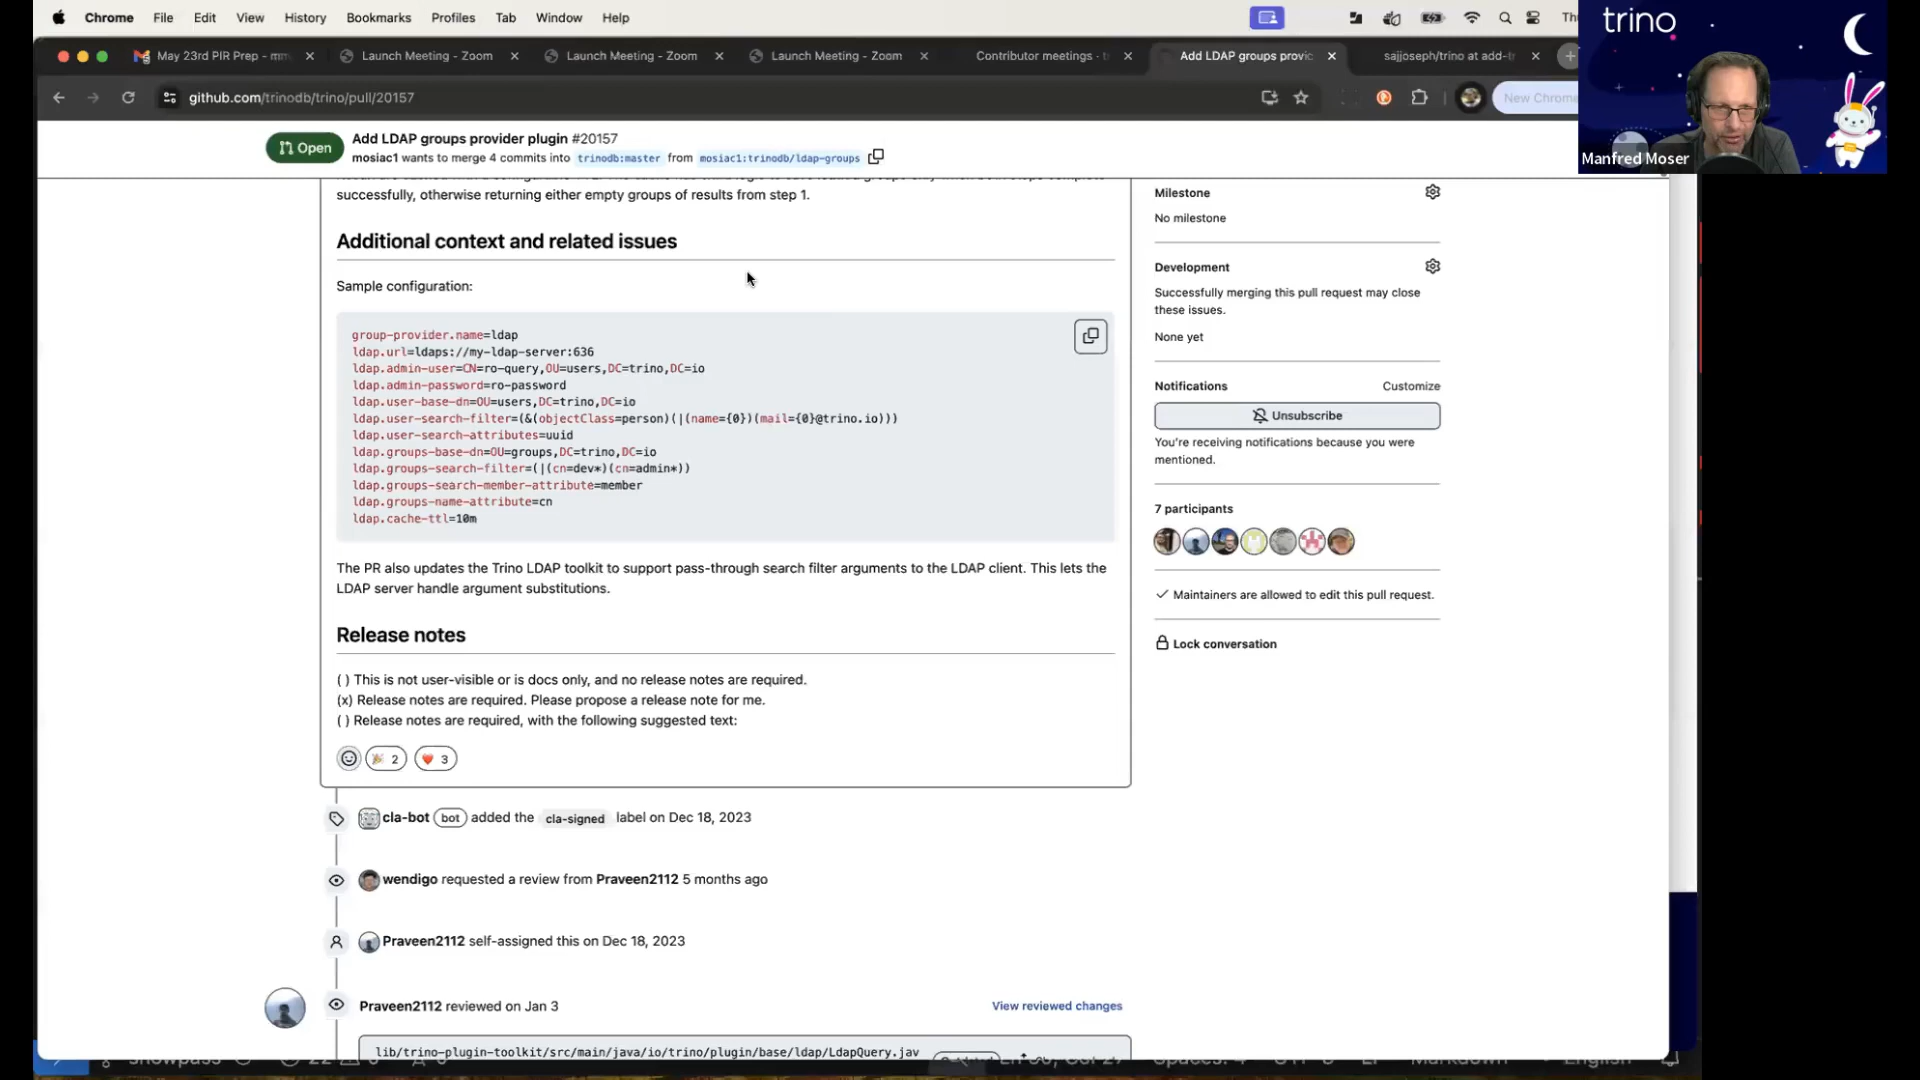 Chrome File Edit View History Bookmarks Profiles Tab Window Help
May 23rd PIR Prep - mm
Launch Meeting - Zoom
Launch Meeting - Zoom
Launch Meeting - Zoom
Contributor meetings · t
Add LDAP groups provic
sajjoseph/trino at add-t
github.com/trinodb/trino/pull/20157
New Chrome
trino
Manfred Moser
Open
Add LDAP groups provider plugin #20157
mosiac1 wants to merge 4 commits into trinodb:master from mosiac1:trinodb/ldap-groups
successfully, otherwise returning either empty groups of results from step 1.
Additional context and related issues
Sample configuration:
group-provider.name=ldap
ldap.url=ldaps://my-ldap-server:636
ldap.admin-user=CN=ro-query,OU=users,DC=trino,DC=io
ldap.admin-password=ro-password
ldap.user-base-dn=OU=users,DC=trino,DC=io
ldap.user-search-filter=(&(objectClass=person)(|(name={0})(mail={0}@trino.io)))
ldap.user-search-attributes=uuid
ldap.groups-base-dn=OU=groups,DC=trino,DC=io
ldap.groups-search-filter=(|(cn=dev*)(cn=admin*))
ldap.groups-search-member-attribute=member
ldap.groups-name-attribute=cn
ldap.cache-ttl=10m
The PR also updates the Trino LDAP toolkit to support pass-through search filter arguments to the LDAP client. This lets the
LDAP server handle argument substitutions.
Release notes
( ) This is not user-visible or is docs only, and no release notes are required.
(x) Release notes are required. Please propose a release note for me.
( ) Release notes are required, with the following suggested text:
2
3
cla-bot bot added the cla-signed label on Dec 18, 2023
wendigo requested a review from Praveen2112 5 months ago
Praveen2112 self-assigned this on Dec 18, 2023
Praveen2112 reviewed on Jan 3
View reviewed changes
lib/trino-plugin-toolkit/src/main/java/io/trino/plugin/base/ldap/LdapQuery.jav
Milestone
No milestone
Development
Successfully merging this pull request may close
these issues.
None yet
Notifications
Customize
Unsubscribe
You're receiving notifications because you were
mentioned.
7 participants
Maintainers are allowed to edit this pull request.
Lock conversation